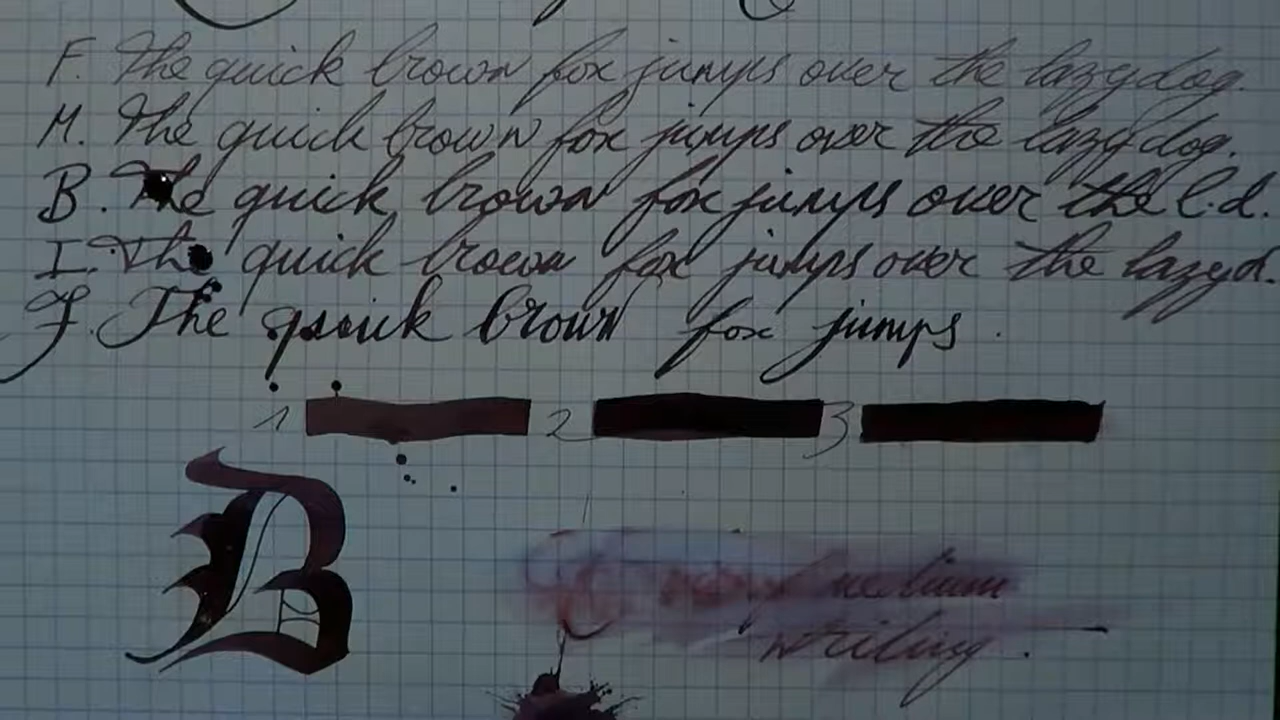 F. The quick brown fox jumps over the lazy dog.
M. The quick brown fox jumps over the lazy dog.
B. The quick brown fox jumps over the l.d.
I. The quick brown fox jumps over the lazy d.
F. The quick brown fox jumps.
1 2 3
B
medium
writing.